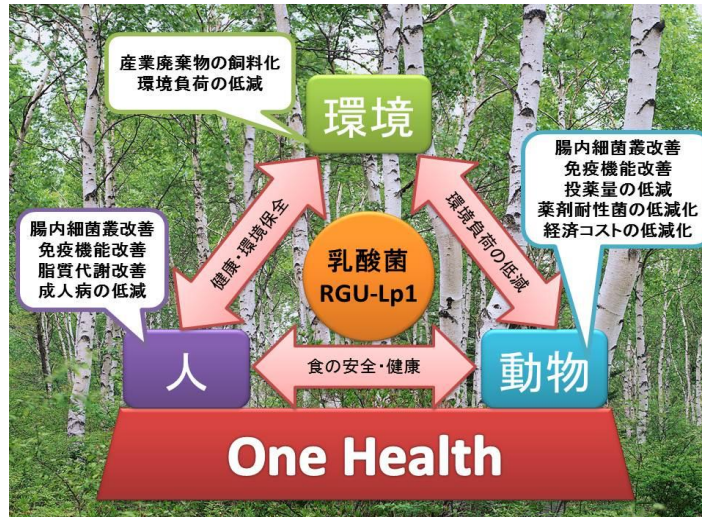 産業廃棄物の飼料化
環境負荷の低減
環境
腸内細菌叢改善
免疫機能改善
投薬量の低減
薬剤耐性菌の低減化
経済コストの低減化
健康・環境保全
環境負荷の低減
腸内細菌叢改善
免疫機能改善
脂質代謝改善
成人病の低減
乳酸菌
RGU-Lp1
人
食の安全・健康
動物
One Health